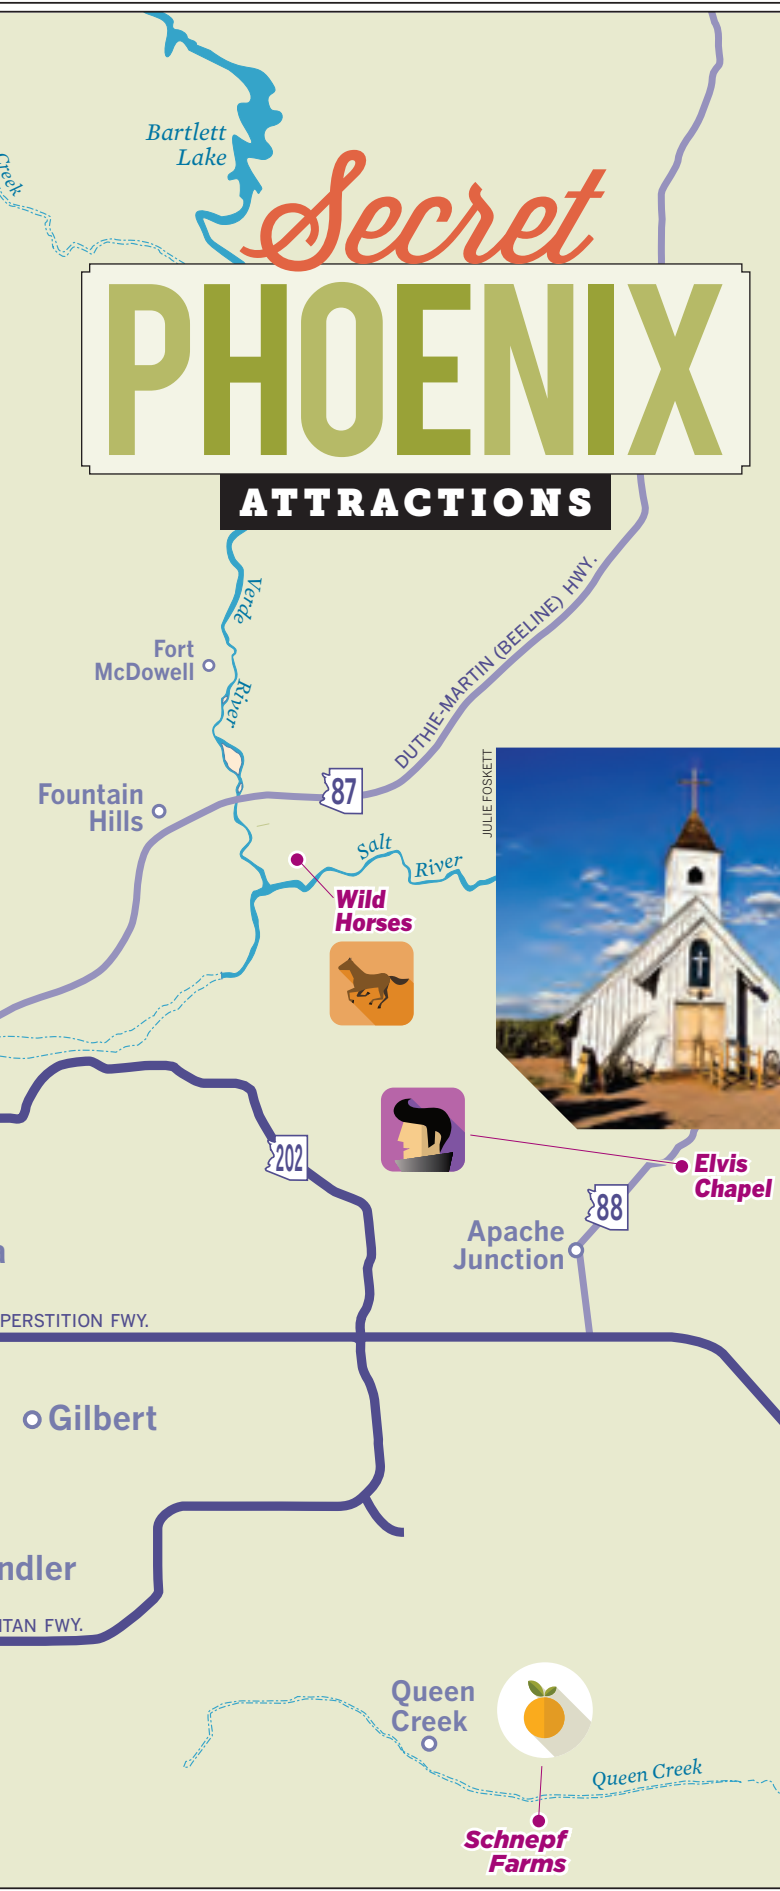 Bartlett
Lake
Creek
Secret
PHOENIX
ATTRACTIONS
Verde
River
Fort
McDowell
DUTHIE-MARTIN (BEELINE) HWY.
JULIE FOSKETT
87
Fountain
Hills
Salt
River
Wild
Horses
202
Elvis
Chapel
88
Apache
Junction
PERSTITION FWY.
Gilbert
ndler
TAN FWY.
Queen
Creek
Queen Creek
Schnepf
Farms